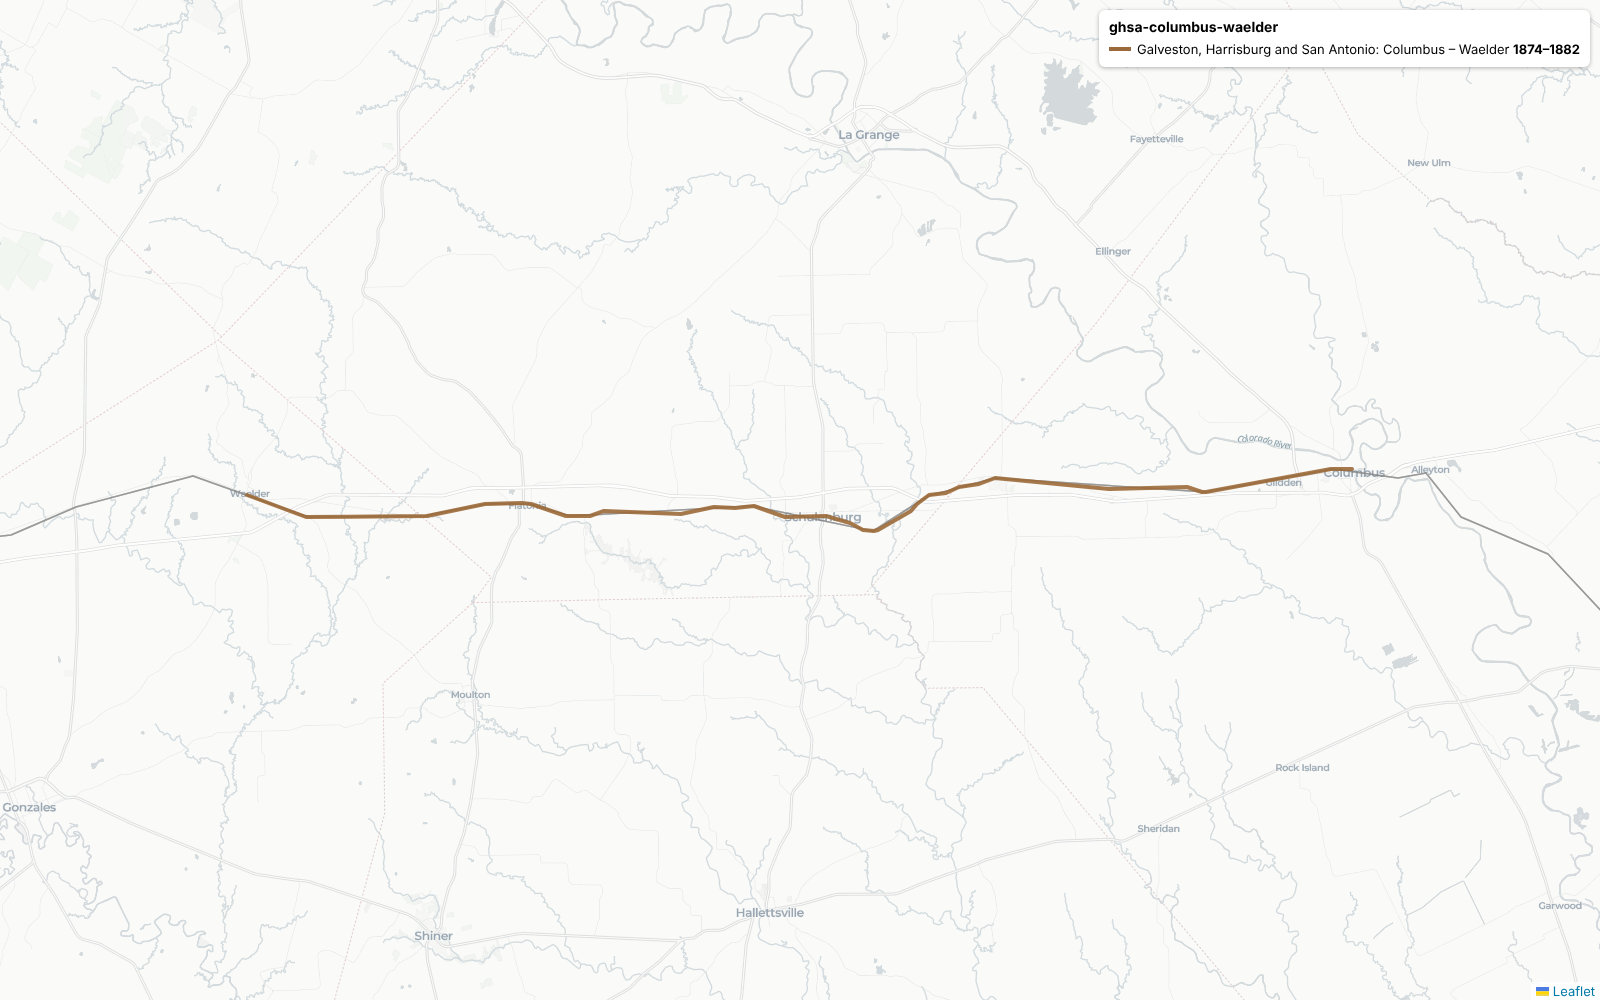 ghsa-columbus-waelder
Galveston, Harrisburg and San Antonio: Columbus – Waelder 1874–1882
La Grange
Fayetteville
New Ulm
Ellinger
Colorado River
Columbus
Alleyton
Glidden
Waelder
Flatonia
Schulenburg
Moulton
Rock Island
Gonzales
Sheridan
Hallettsville
Garwood
Shiner
Leaflet